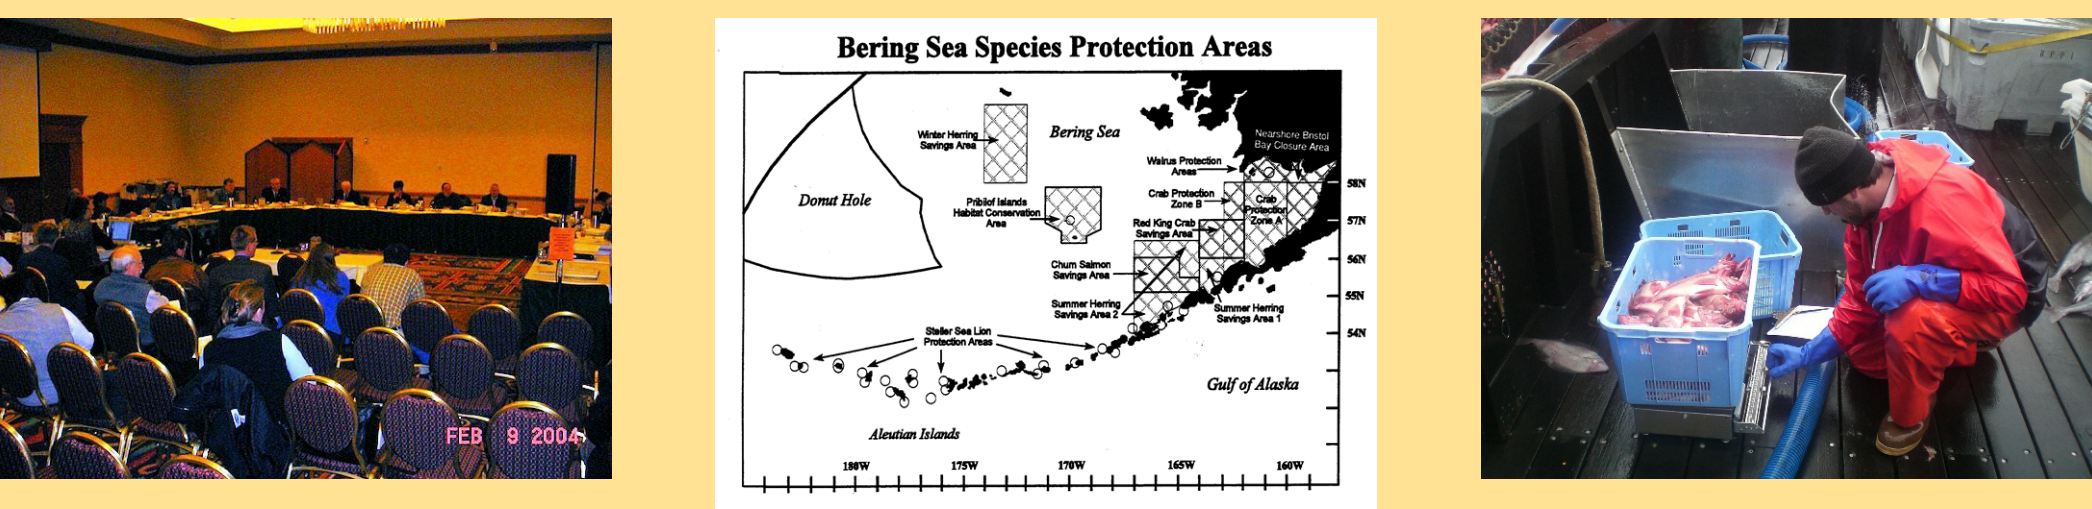 FEB 9 2004
Bering Sea Species Protection Areas
Winter Herring
Savings Area
Bering Sea
Nearshore Bristol
Bay Closure Area
Walrus Protection
Areas
Donut Hole
Pribilof Islands
Habitat Conservation
Area
Crab Protection
Zone B
Crab
Protection
Zone A
Red King Crab
Savings Area
Chum Salmon
Savings Area
Summer Herring
Savings Area 2
Summer Herring
Savings Area 1
Steller Sea Lion
Protection Areas
Gulf of Alaska
Aleutian Islands
58N
57N
56N
55N
54N
180W
175W
170W
165W
160W